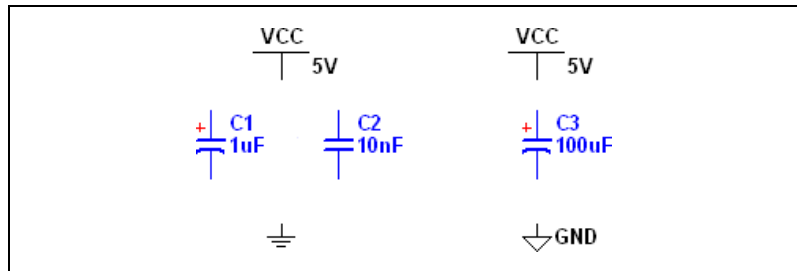 VCC VCC
5V 5V
+ C1 C2 + C3
1uF 10nF 100uF
GND